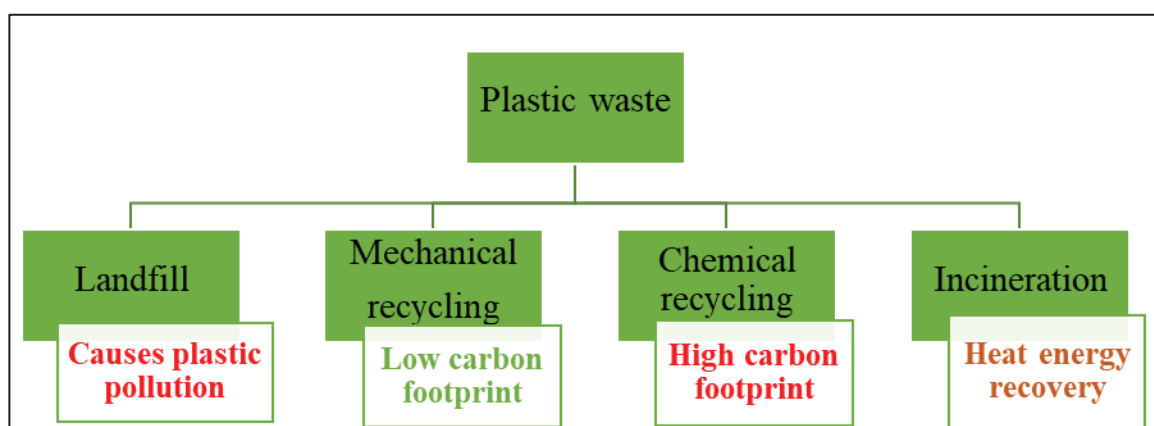 Plastic waste
Landfill
Causes plastic
pollution
Mechanical
recycling
Low carbon
footprint
Chemical
recycling
High carbon
footprint
Incineration
Heat energy
recovery